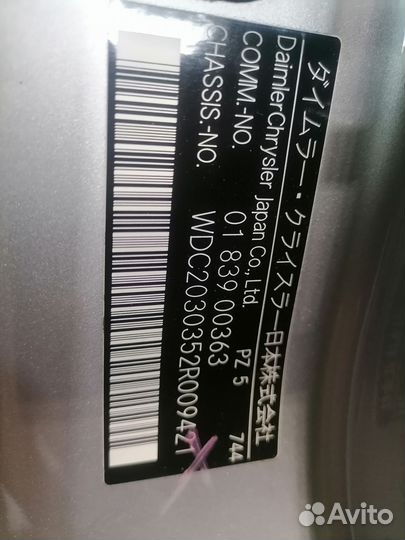 ダイムラー・クライスラー日本株式会社
DaimlerChrysler Japan Co., Ltd.
COMM.-NO. 01 839 00363 PZ 5 744
CHASSIS.-NO. WDC2030352R009421
Avito